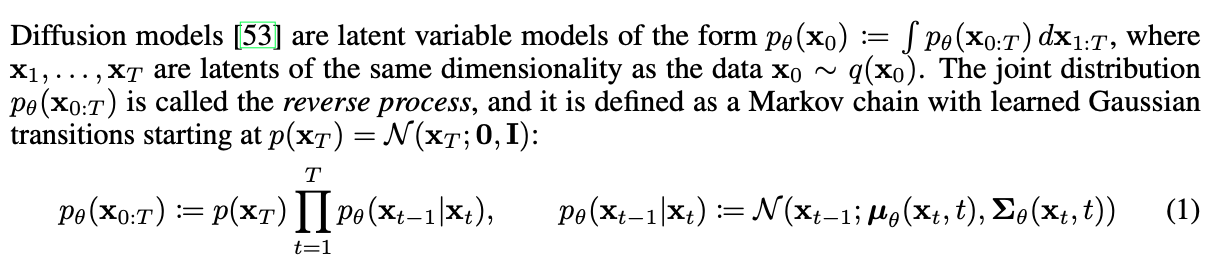 Diffusion models [53] are latent variable models of the form pθ(x₀) := ∫ pθ(x₀:T) dx₁:T, where
x₁, . . . , xT are latents of the same dimensionality as the data x₀ ∼ q(x₀). The joint distribution
pθ(x₀:T) is called the reverse process, and it is defined as a Markov chain with learned Gaussian
transitions starting at p(xT) = 𝒩(xT; 0, I):
pθ(x₀:T) := p(xT) ∏ₜ₌₁ᵀ pθ(xₜ₋₁|xₜ), pθ(xₜ₋₁|xₜ) := 𝒩(xₜ₋₁; μθ(xₜ, t), Σθ(xₜ, t)) (1)